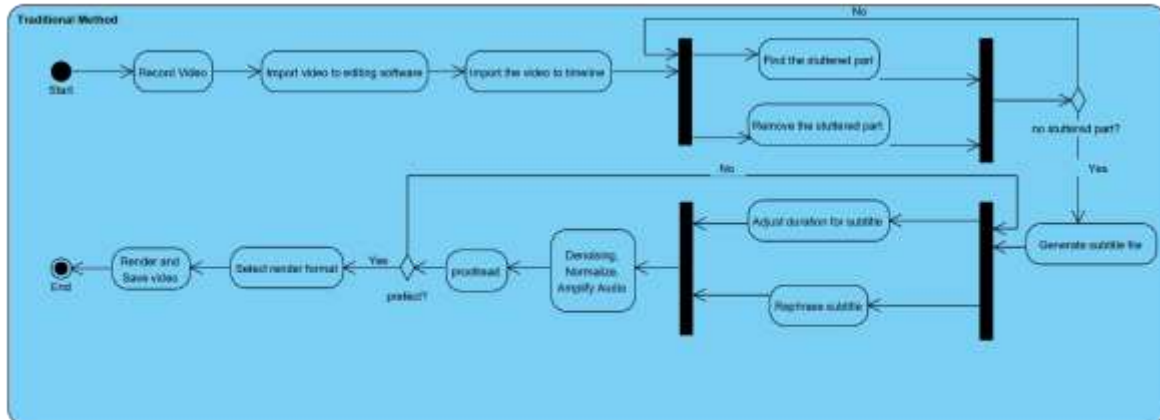 Traditional Method
No
Start
Record Video
Import video to editing software
Import the video to timeline
Find the stuttered part
Remove the stuttered part
no stuttered part?
Yes
No
Generate subtitle file
Adjust duration for subtitle
Rephrase subtitle
Denoising,
Normalize,
Amplify Audio
proofread
prefect?
Yes
Select render format
Render and
Save video
End